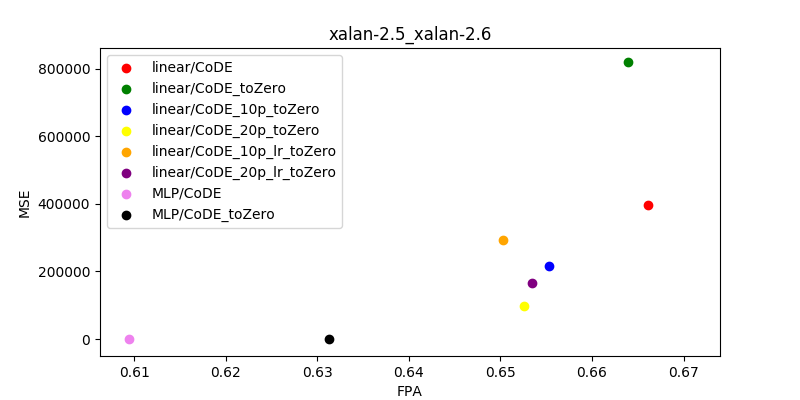 xalan-2.5_xalan-2.6
linear/CoDE
linear/CoDE_toZero
linear/CoDE_10p_toZero
linear/CoDE_20p_toZero
linear/CoDE_10p_lr_toZero
linear/CoDE_20p_lr_toZero
MLP/CoDE
MLP/CoDE_toZero
MSE
800000
600000
400000
200000
0
0.61 0.62 0.63 0.64 0.65 0.66 0.67
FPA